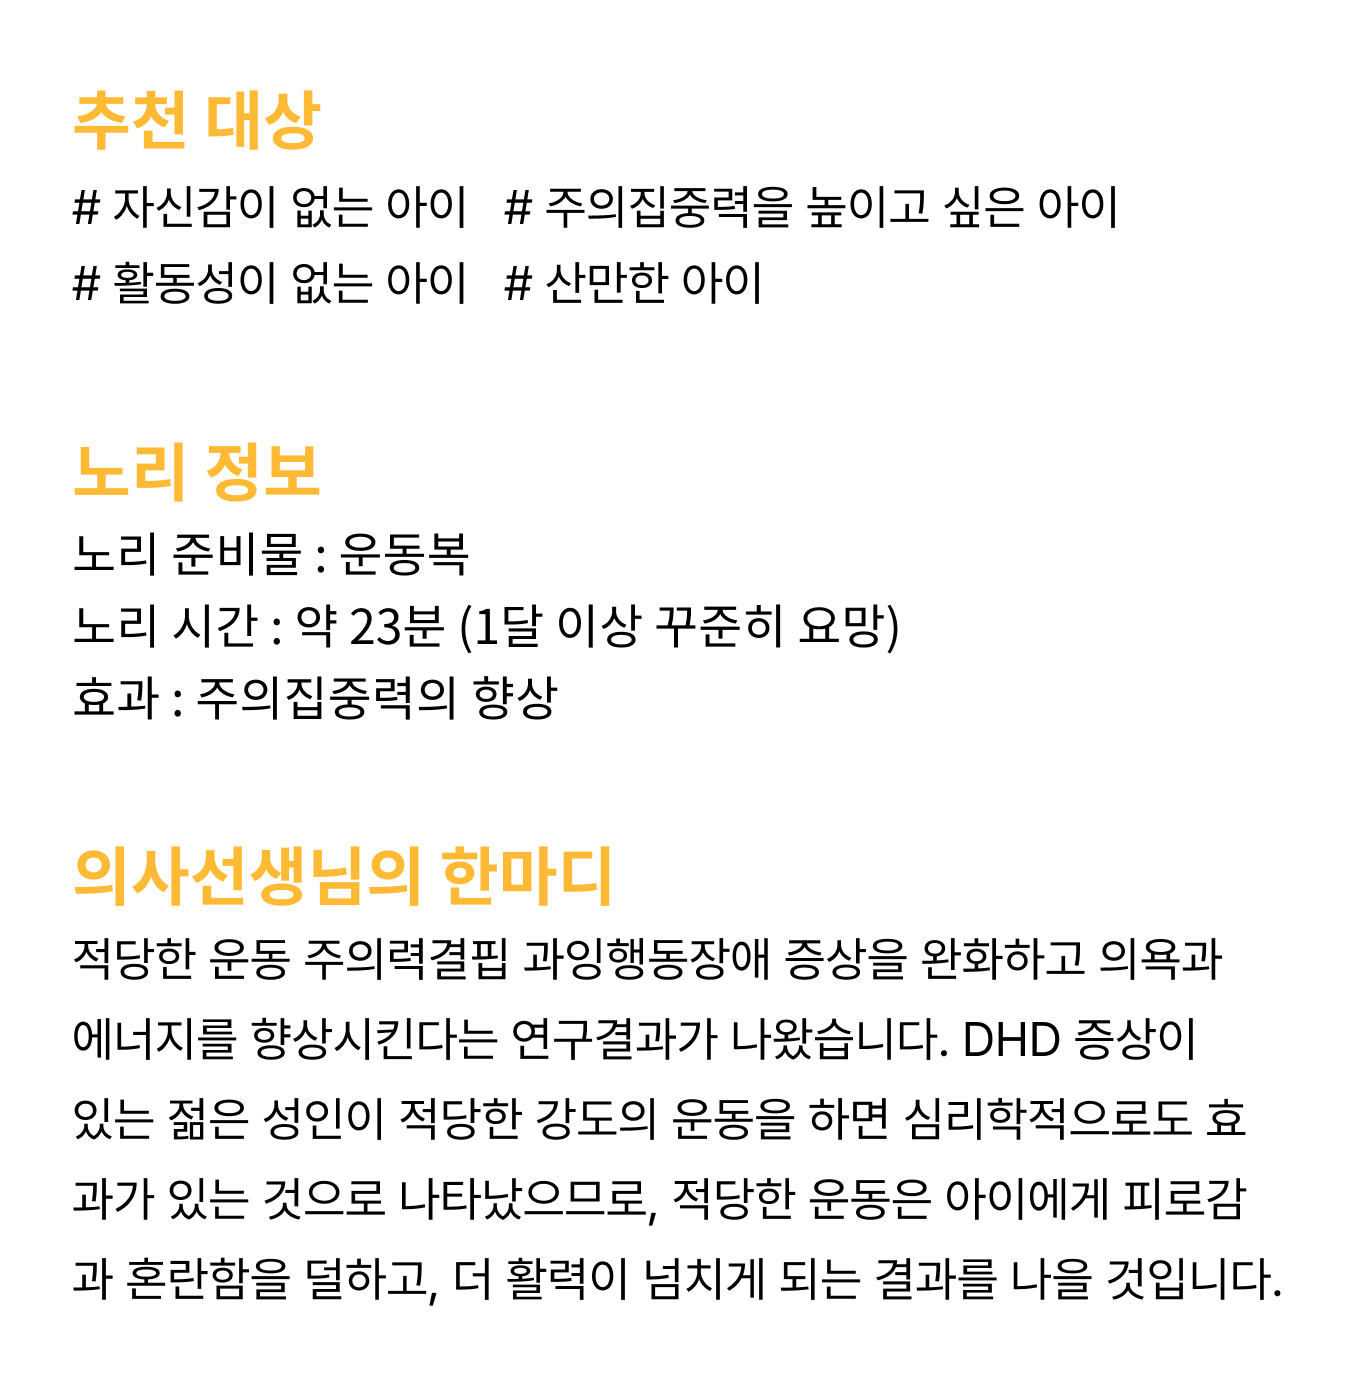 추천 대상
# 자신감이 없는 아이 # 주의집중력을 높이고 싶은 아이
# 활동성이 없는 아이 # 산만한 아이
노리 정보
노리 준비물 : 운동복
노리 시간 : 약 23분 (1달 이상 꾸준히 요망)
효과 : 주의집중력의 향상
의사선생님의 한마디
적당한 운동 주의력결핍 과잉행동장애 증상을 완화하고 의욕과
에너지를 향상시킨다는 연구결과가 나왔습니다. DHD 증상이
있는 젊은 성인이 적당한 강도의 운동을 하면 심리학적으로도 효
과가 있는 것으로 나타났으므로, 적당한 운동은 아이에게 피로감
과 혼란함을 덜하고, 더 활력이 넘치게 되는 결과를 나을 것입니다.